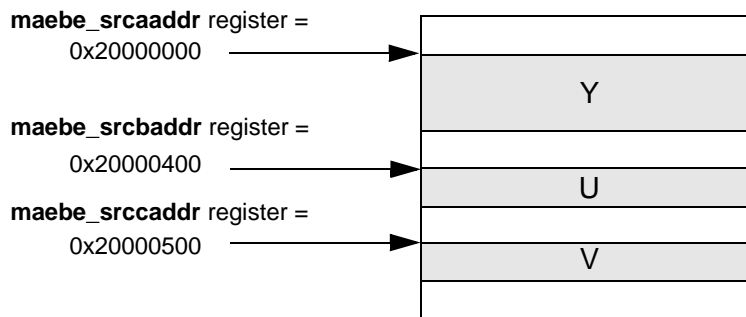 maebe_srcaaddr register =
0x20000000
Y
maebe_srcbaddr register =
0x20000400
U
maebe_srccaddr register =
0x20000500
V